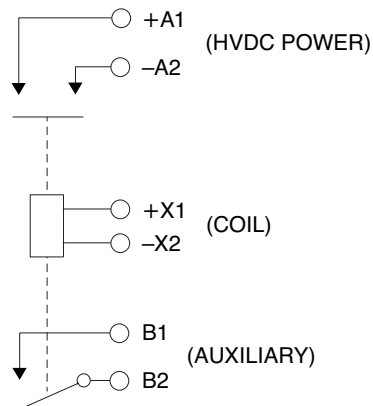 +A1
(HVDC POWER)
–A2
+X1
(COIL)
–X2
B1
(AUXILIARY)
B2